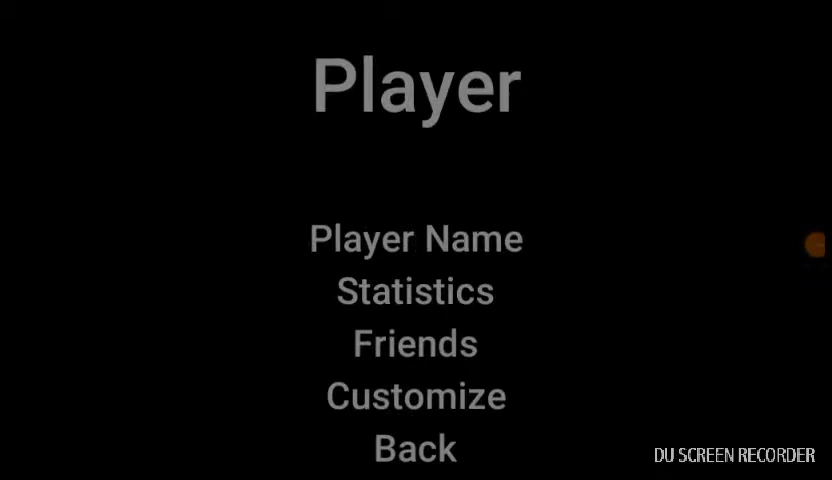 Player
Player Name
Statistics
Friends
Customize
Back
DU SCREEN RECORDER